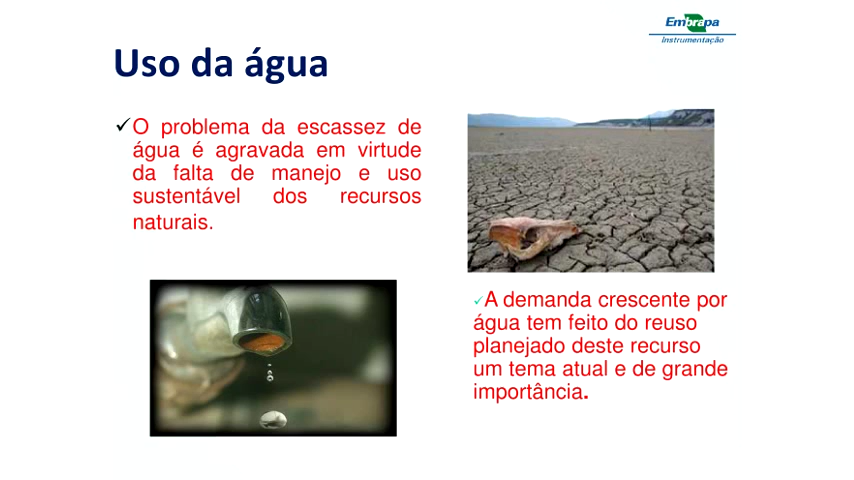 Embrapa
Instrumentação
Uso da água
✓O problema da escassez de
água é agravada em virtude
da falta de manejo e uso
sustentável dos recursos
naturais.
✓A demanda crescente por
água tem feito do reuso
planejado deste recurso
um tema atual e de grande
importância.